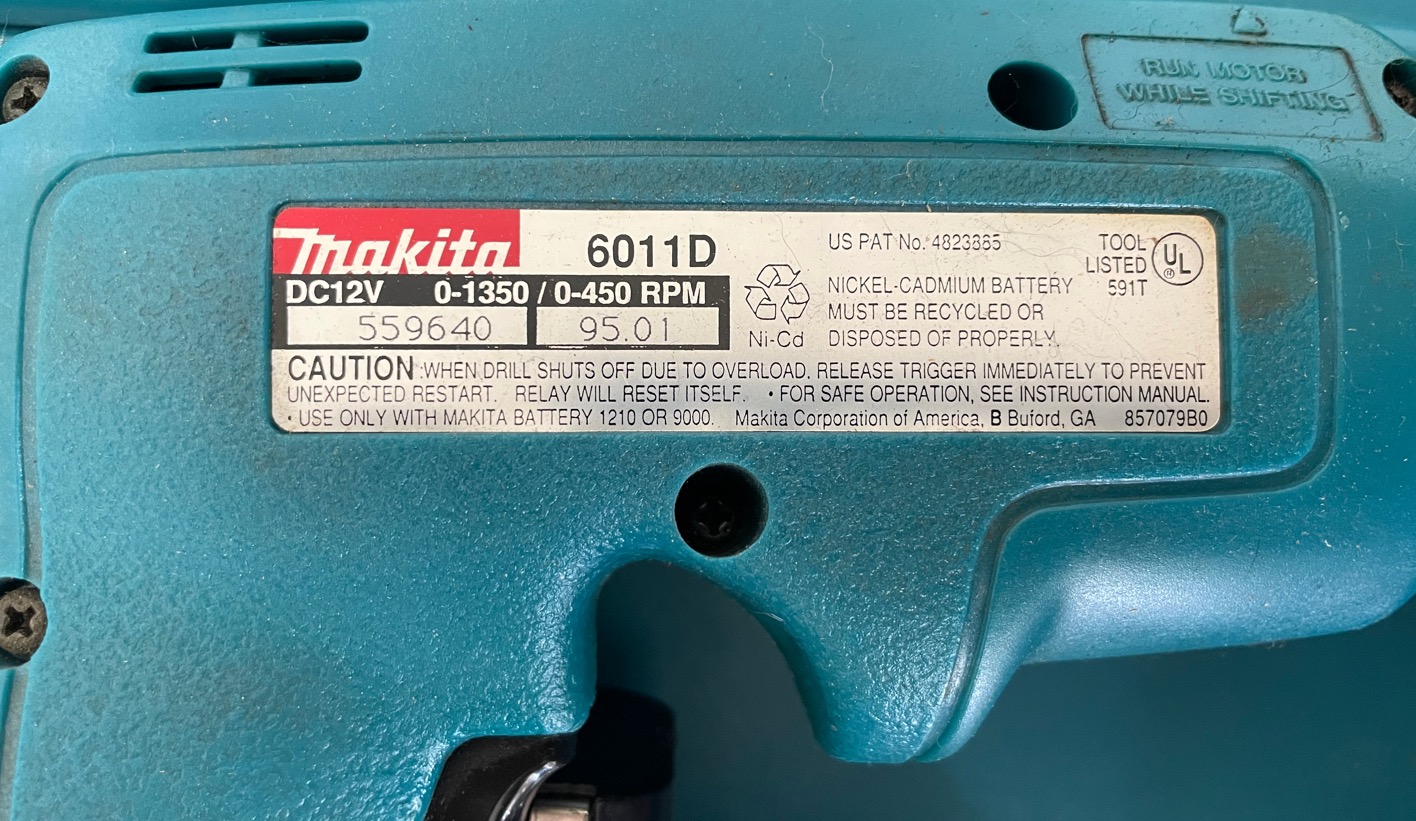 RUN MOTOR
WHILE SHIFTING
makita 6011D
DC12V 0-1350 / 0-450 RPM
559640 95.01
Ni-Cd
US PAT No. 4823885
NICKEL-CADMIUM BATTERY
MUST BE RECYCLED OR
DISPOSED OF PROPERLY.
TOOL
LISTED
591T
UL
®
CAUTION :WHEN DRILL SHUTS OFF DUE TO OVERLOAD, RELEASE TRIGGER IMMEDIATELY TO PREVENT
UNEXPECTED RESTART. RELAY WILL RESET ITSELF. • FOR SAFE OPERATION, SEE INSTRUCTION MANUAL.
• USE ONLY WITH MAKITA BATTERY 1210 OR 9000. Makita Corporation of America, B Buford, GA 857079B0